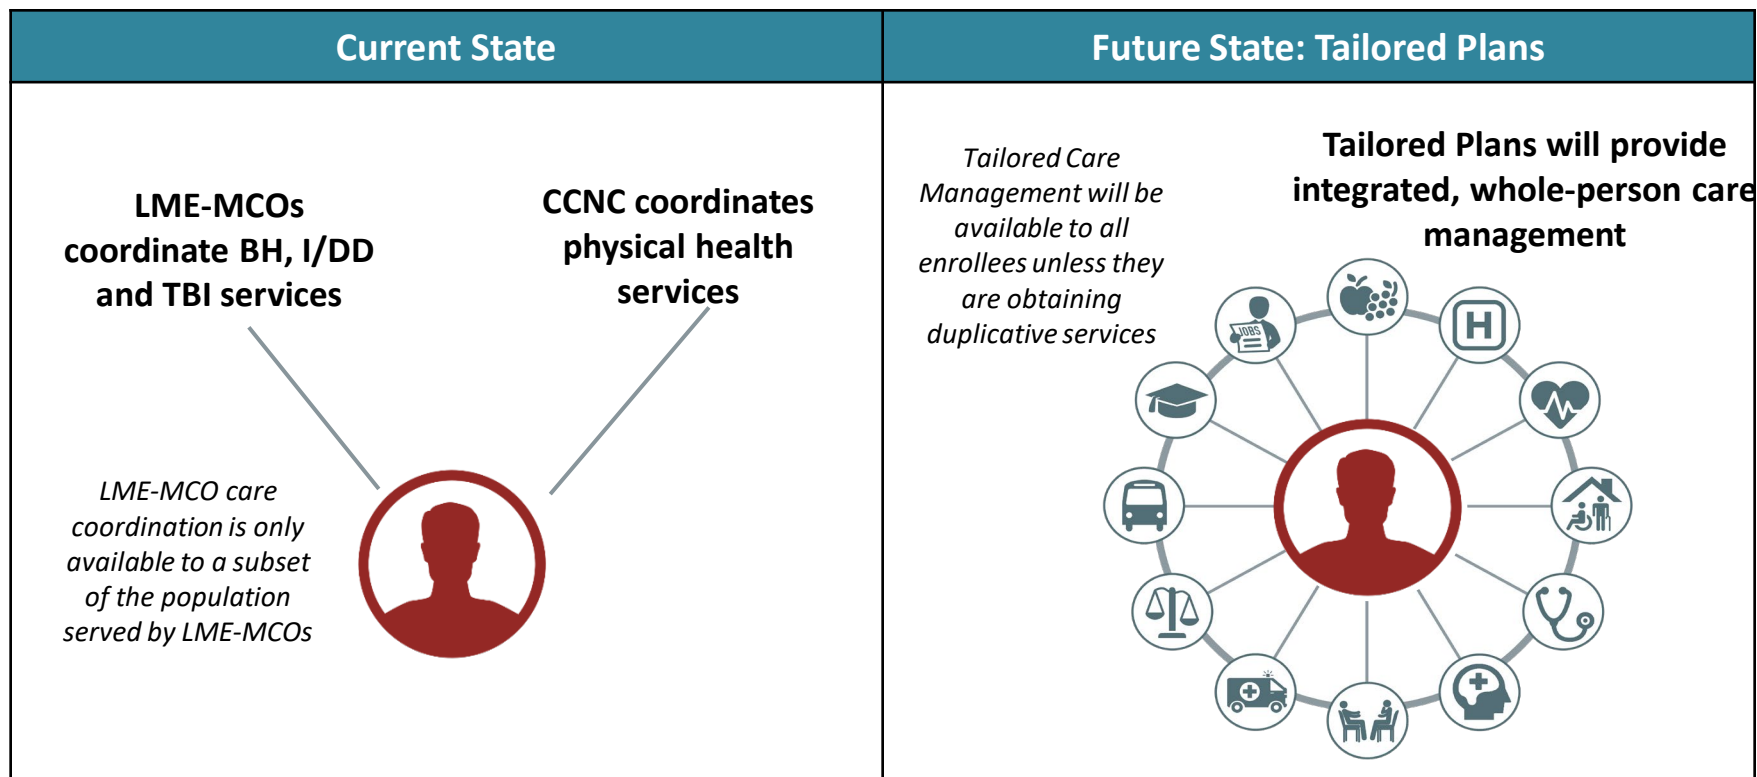 Current State
Future State: Tailored Plans
LME-MCOs
coordinate BH, I/DD
and TBI services
CCNC coordinates
physical health
services
LME-MCO care
coordination is only
available to a subset
of the population
served by LME-MCOs
Tailored Care
Management will be
available to all
enrollees unless they
are obtaining
duplicative services
Tailored Plans will provide
integrated, whole-person care
management
JOBS
H